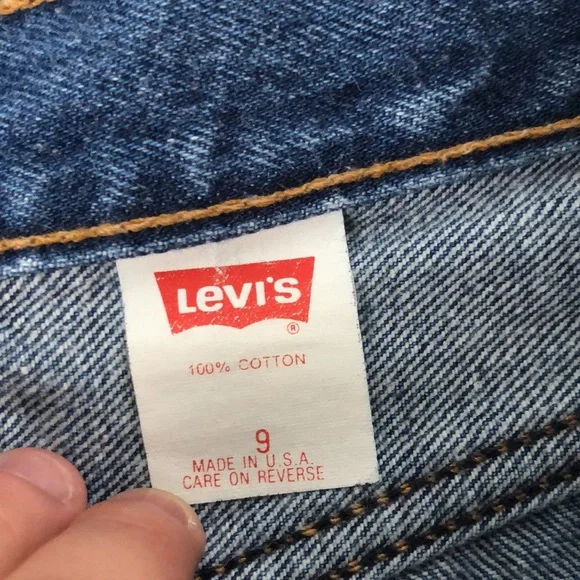 Levi's
®
100% COTTON
9
MADE IN U.S.A.
CARE ON REVERSE